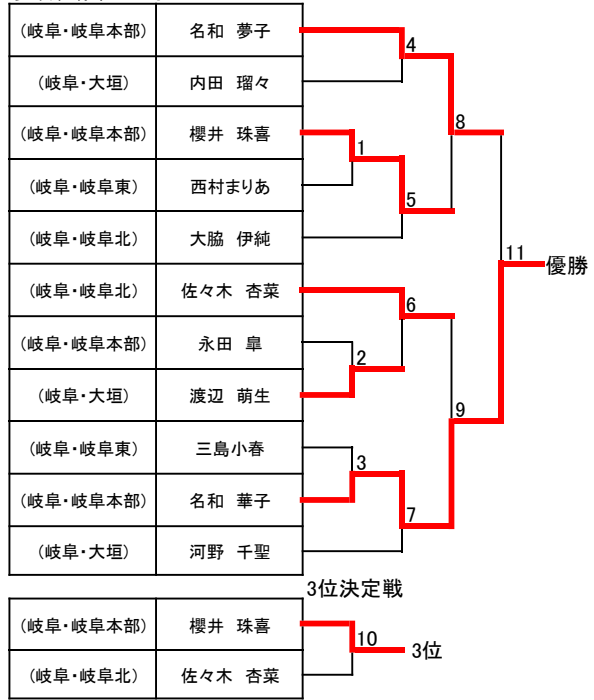 (岐阜・岐阜本部) 名和 夢子
(岐阜・大垣) 内田 瑠々
(岐阜・岐阜本部) 櫻井 珠喜
(岐阜・岐阜東) 西村まりあ
(岐阜・岐阜北) 大脇 伊純
(岐阜・岐阜北) 佐々木 杏菜
(岐阜・岐阜本部) 永田 皐
(岐阜・大垣) 渡辺 萌生
(岐阜・岐阜東) 三島小春
(岐阜・岐阜本部) 名和 華子
(岐阜・大垣) 河野 千聖
4
8
1
5
11
優勝
6
2
9
3
7
3位決定戦
(岐阜・岐阜本部) 櫻井 珠喜
(岐阜・岐阜北) 佐々木 杏菜
10
3位